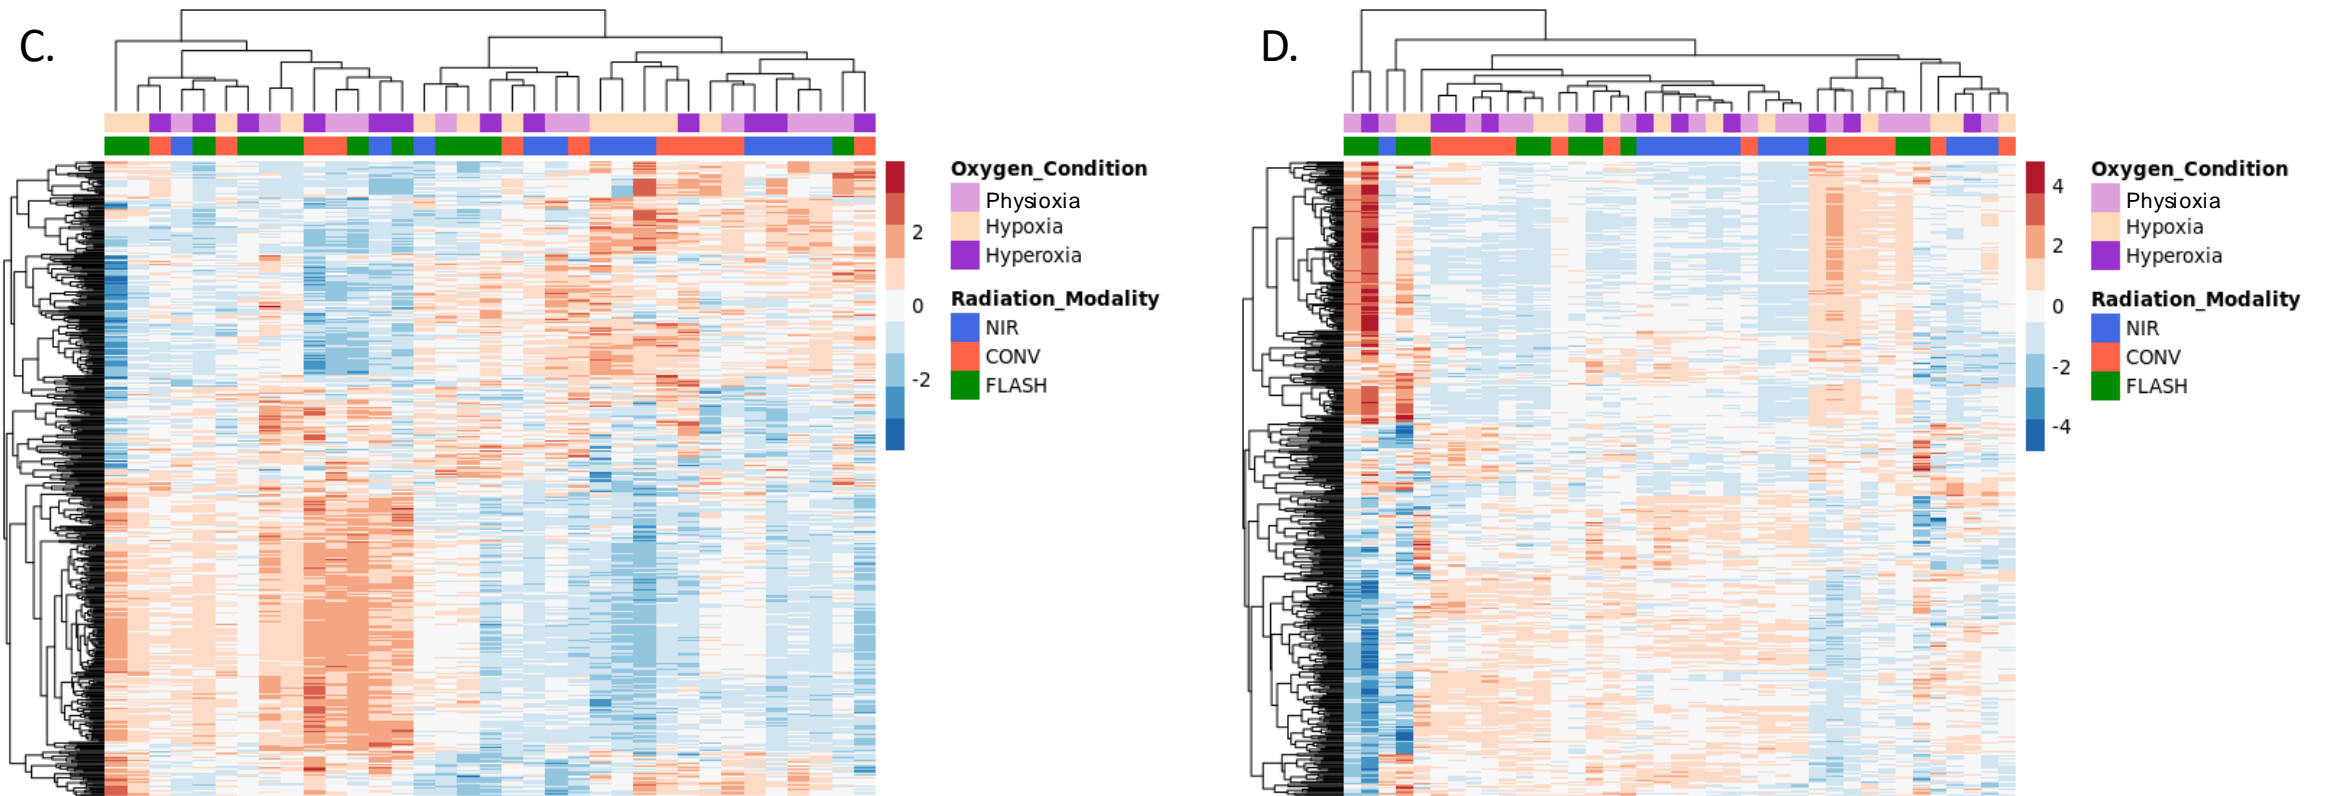 C.
Oxygen_Condition
Physioxia
Hypoxia
Hyperoxia
Radiation_Modality
NIR
CONV
FLASH
2
0
-2
D.
4
2
0
-2
-4
Oxygen_Condition
Physioxia
Hypoxia
Hyperoxia
Radiation_Modality
NIR
CONV
FLASH